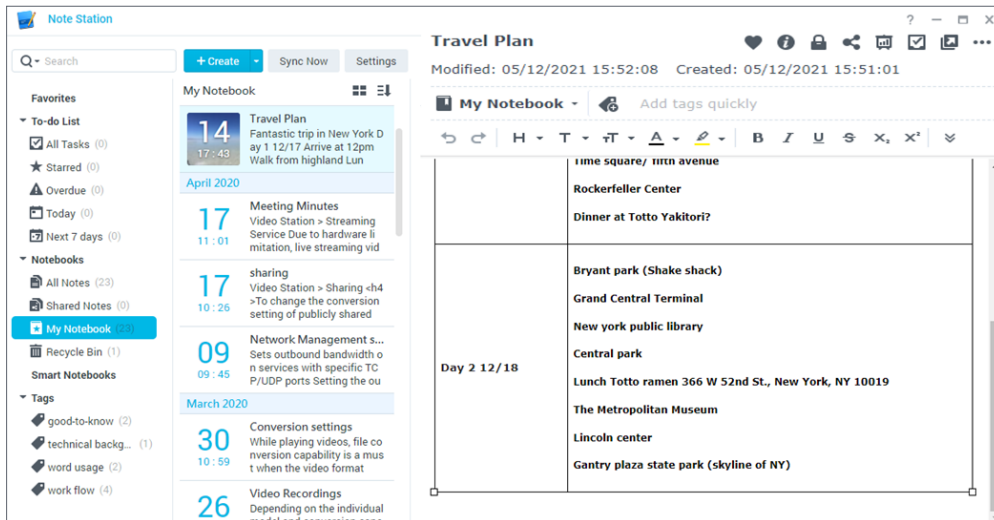 Note Station
Search
+ Create
Sync Now
Settings
Favorites
To-do List
All Tasks (0)
Starred (0)
Overdue (0)
Today (0)
Next 7 days (0)
Notebooks
All Notes (23)
Shared Notes (0)
My Notebook (23)
Recycle Bin (1)
Smart Notebooks
Tags
good-to-know (2)
technical backg... (1)
word usage (2)
work flow (4)
My Notebook
14
17:43
Travel Plan
Fantastic trip in New York D
ay 1 12/17 Arrive at 12pm
Walk from highland Lun
April 2020
17
11:01
Meeting Minutes
Video Station > Streaming
Service Due to hardware li
mitation, live streaming vid
17
10:26
sharing
Video Station > Sharing <h4
>To change the conversion
setting of publicly shared
09
09:45
Network Management s...
Sets outbound bandwidth o
n services with specific TC
P/UDP ports Setting the ou
March 2020
30
10:59
Conversion settings
While playing videos, file co
nversion capability is a mus
t when the video format
26
Video Recordings
Depending on the individual
Travel Plan
Modified: 05/12/2021 15:52:08 Created: 05/12/2021 15:51:01
My Notebook
Add tags quickly
H T тT A B I U S X₂ X²
Time square/ fifth avenue
Rockerfeller Center
Dinner at Totto Yakitori?
Day 2 12/18
Bryant park (Shake shack)
Grand Central Terminal
New york public library
Central park
Lunch Totto ramen 366 W 52nd St., New York, NY 10019
The Metropolitan Museum
Lincoln center
Gantry plaza state park (skyline of NY)